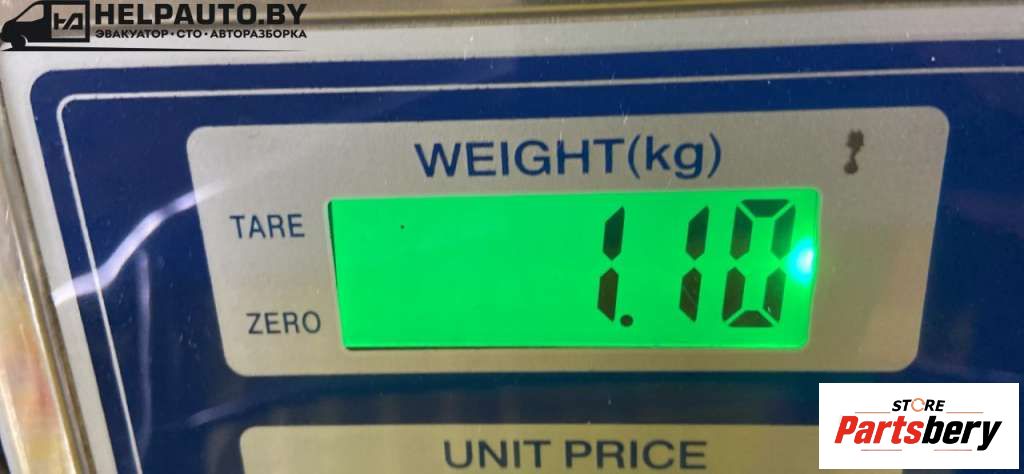 HELPAUTO.BY
ЭВАКУАТОР • СТО • АВТОРАЗБОРКА
WEIGHT(kg)
TARE
1.10
ZERO
UNIT PRICE
STORE
Partsbery